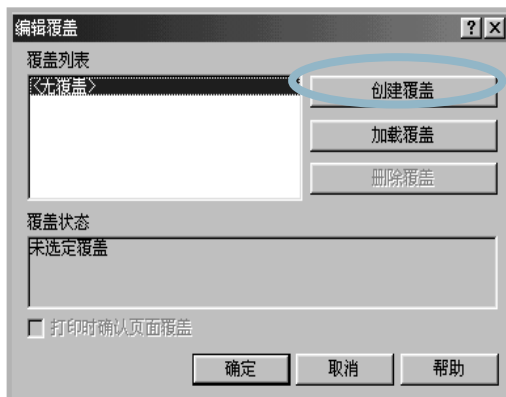 编辑覆盖
覆盖列表
<无覆盖>
创建覆盖
加载覆盖
删除覆盖
覆盖状态
未选定覆盖
打印时确认页面覆盖
确定
取消
帮助